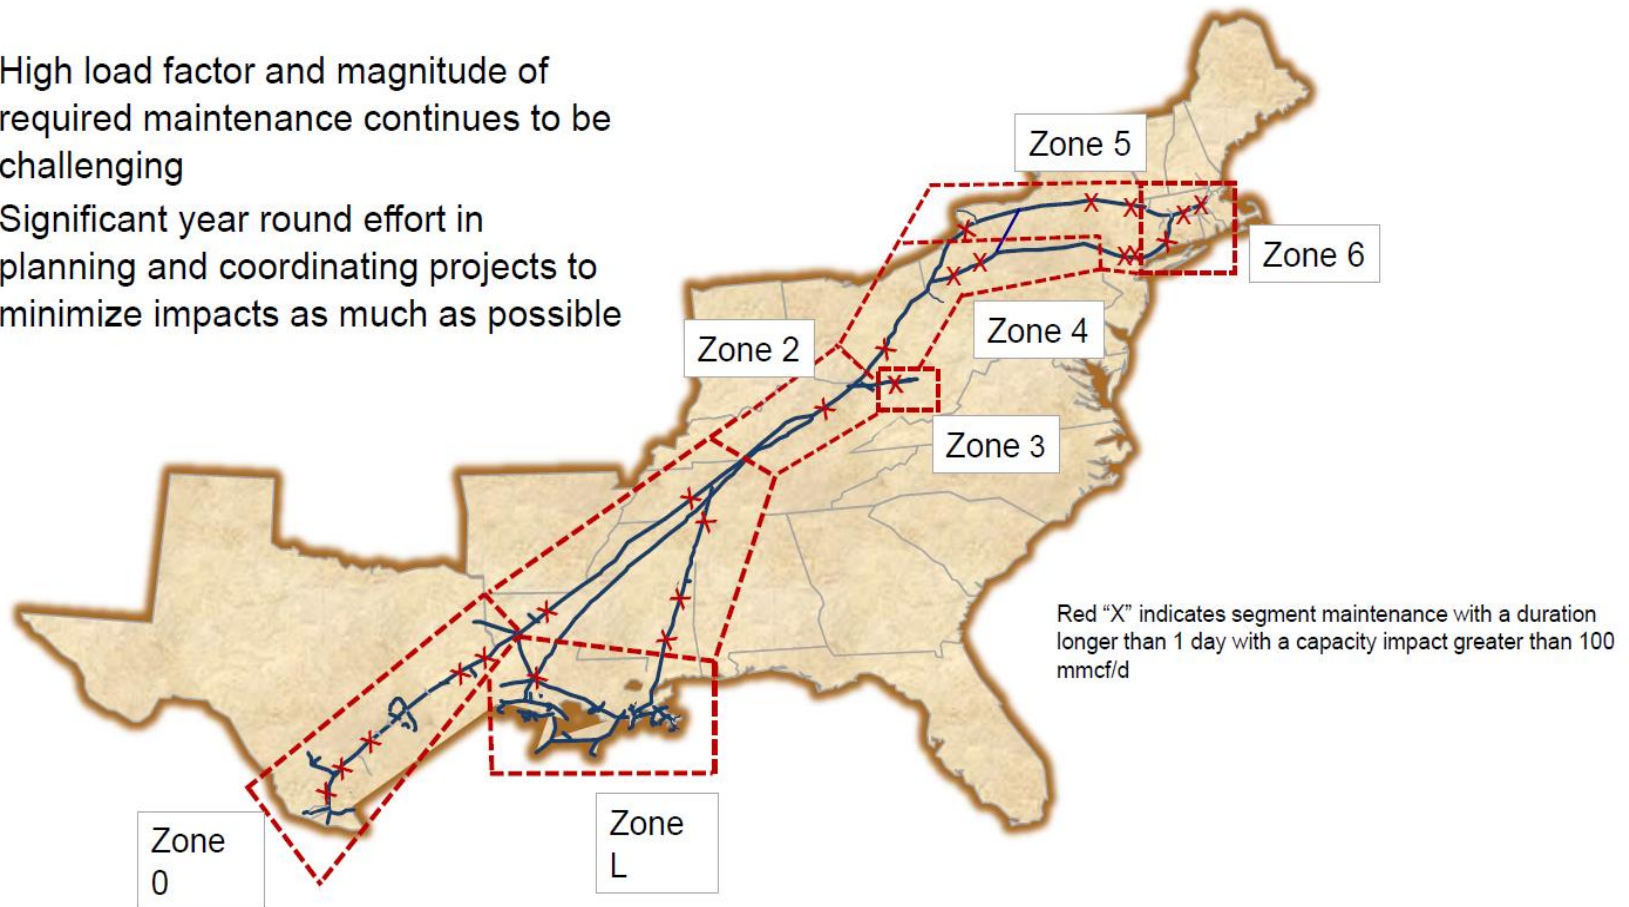 High load factor and magnitude of
required maintenance continues to be
challenging
Significant year round effort in
planning and coordinating projects to
minimize impacts as much as possible
Zone 5
Zone 6
Zone 4
Zone 2
Zone 3
Red “X” indicates segment maintenance with a duration
longer than 1 day with a capacity impact greater than 100
mmcf/d
Zone
0
Zone
L